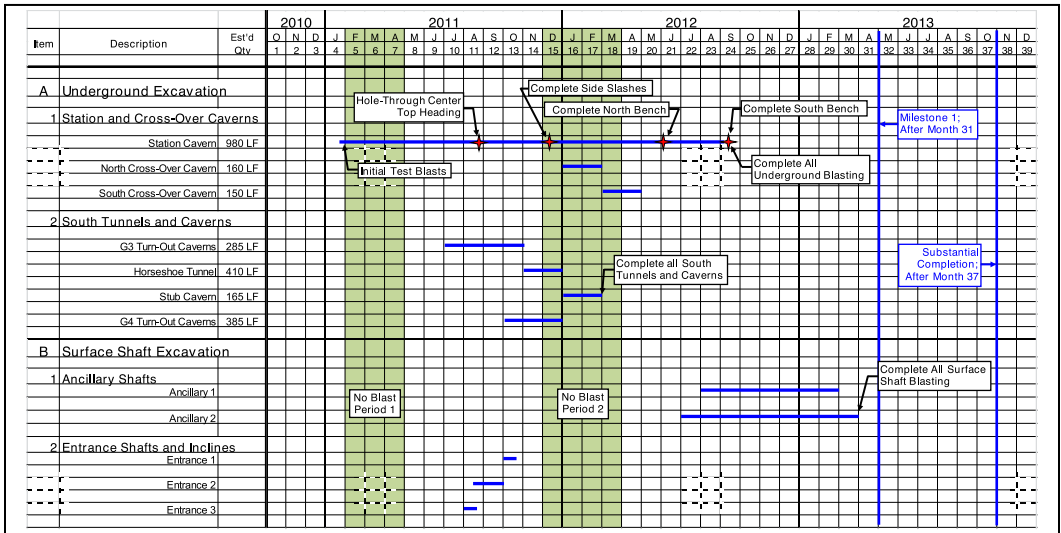 2010 2011 2012 2013
Item Description Est'd Qty
O N D J F M A M J J A S O N D J F M A M J J A S O N D J F M A M J J A S O N D
1 2 3 4 5 6 7 8 9 10 11 12 13 14 15 16 17 18 19 20 21 22 23 24 25 26 27 28 29 30 31 32 33 34 35 36 37 38 39
A Underground Excavation
Complete Side Slashes
Hole-Through Center
Top Heading
Complete North Bench
Complete South Bench
Milestone 1;
After Month 31
1 Station and Cross-Over Caverns
Station Cavern 980 LF
Initial Test Blasts
Complete All
Underground Blasting
North Cross-Over Cavern 160 LF
South Cross-Over Cavern 150 LF
2 South Tunnels and Caverns
G3 Turn-Out Caverns 285 LF
Substantial
Completion;
After Month 37
Complete all South
Tunnels and Caverns
Horseshoe Tunnel 410 LF
Stub Cavern 165 LF
G4 Turn-Out Caverns 385 LF
B Surface Shaft Excavation
Complete All Surface
Shaft Blasting
1 Ancillary Shafts
Ancillary 1
No Blast
Period 1
No Blast
Period 2
Ancillary 2
2 Entrance Shafts and Inclines
Entrance 1
Entrance 2
Entrance 3